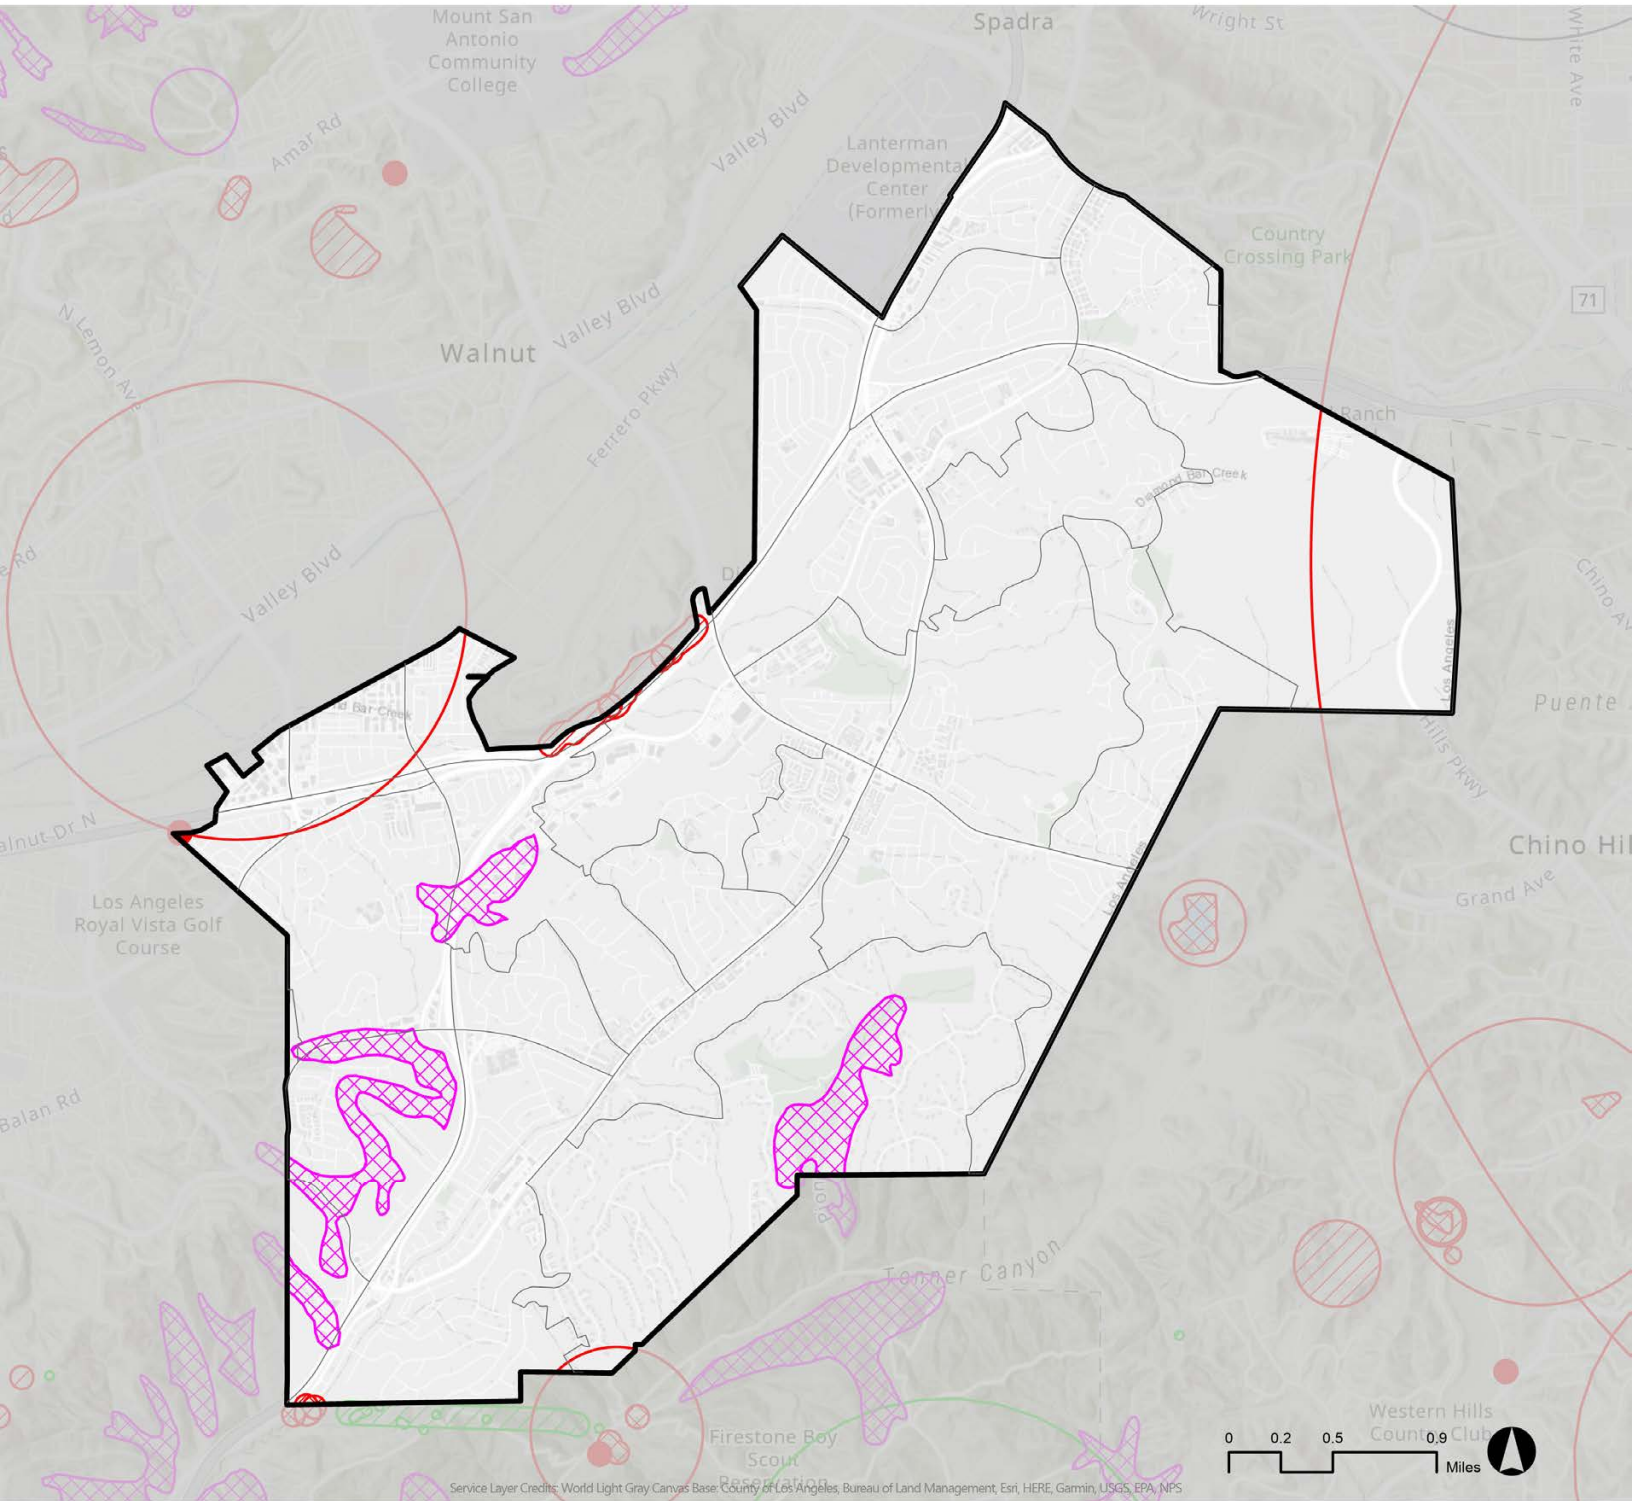 Mount San
Antonio
Community
College
Spadra
Wright St
White Ave
Amar Rd
Valley Blvd
Lanterman
Developmental
Center
(Formerly
Country
Crossing Park
71
N Lemon Ave
Walnut
Valley Blvd
Ferrero Pkwy
Ranch
Diamond Bar Creek
Valley Blvd
Chino Av
Los Angeles
Puente
d Bar Creek
Hills Pkwy
alnut Dr N
Chino Hil
Los Angeles
Grand Ave
Los Angeles
Royal Vista Golf
Course
Balan Rd
Tonner Canyon
Western Hills
Country Club
Firestone Boy
Scout
Reservation
0 0.2 0.5 0.9
Miles
Service Layer Credits: World Light Gray Canvas Base: County of Los Angeles, Bureau of Land Management, Esri, HERE, Garmin, USGS, EPA, NPS